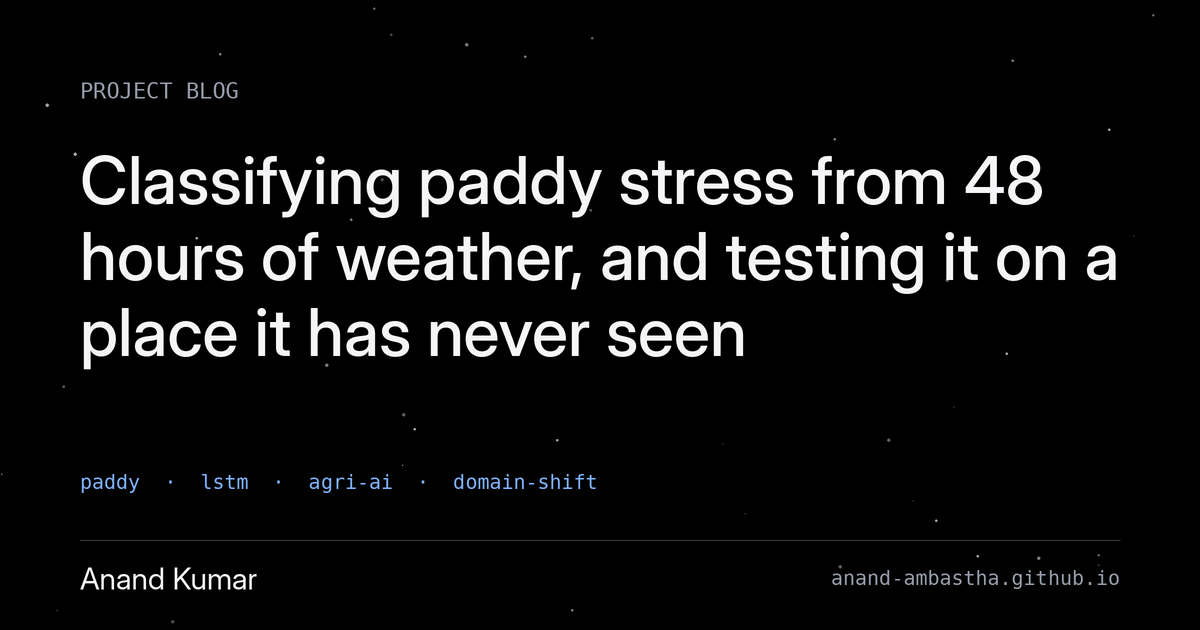 PROJECT BLOG
Classifying paddy stress from 48
hours of weather, and testing it on a
place it has never seen
paddy · lstm · agri-ai · domain-shift
Anand Kumar
anand-ambastha.github.io